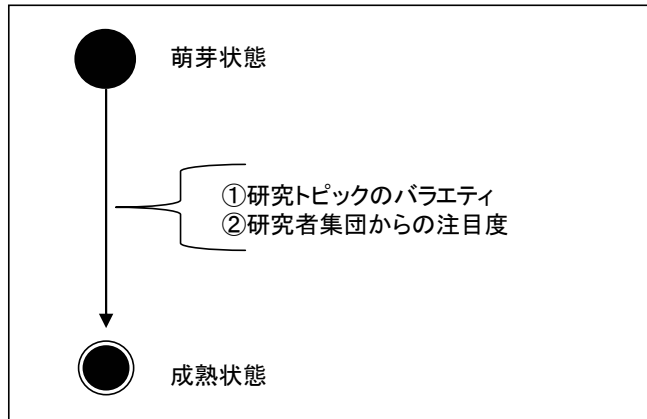 萌芽状態
①研究トピックのバラエティ
②研究者集団からの注目度
成熟状態